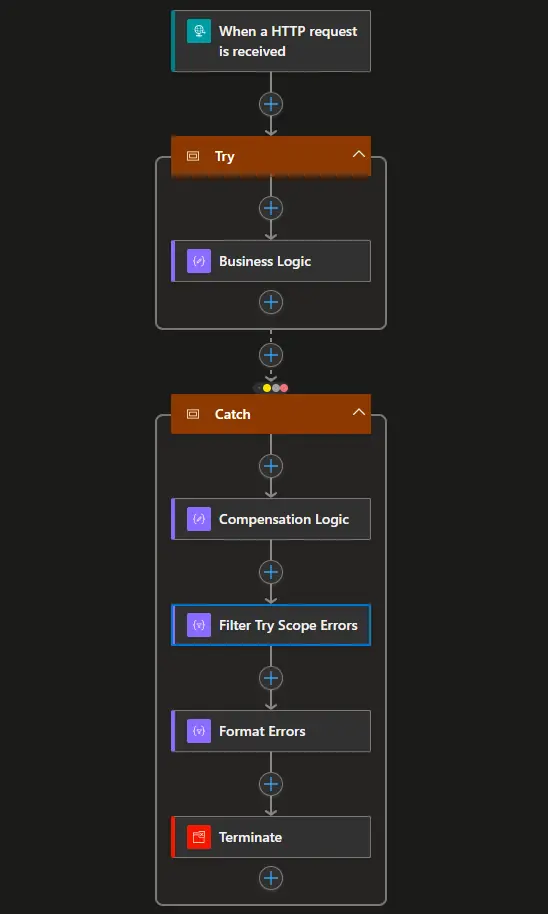 When a HTTP request
is received
Try
Business Logic
Catch
Compensation Logic
Filter Try Scope Errors
Format Errors
Terminate